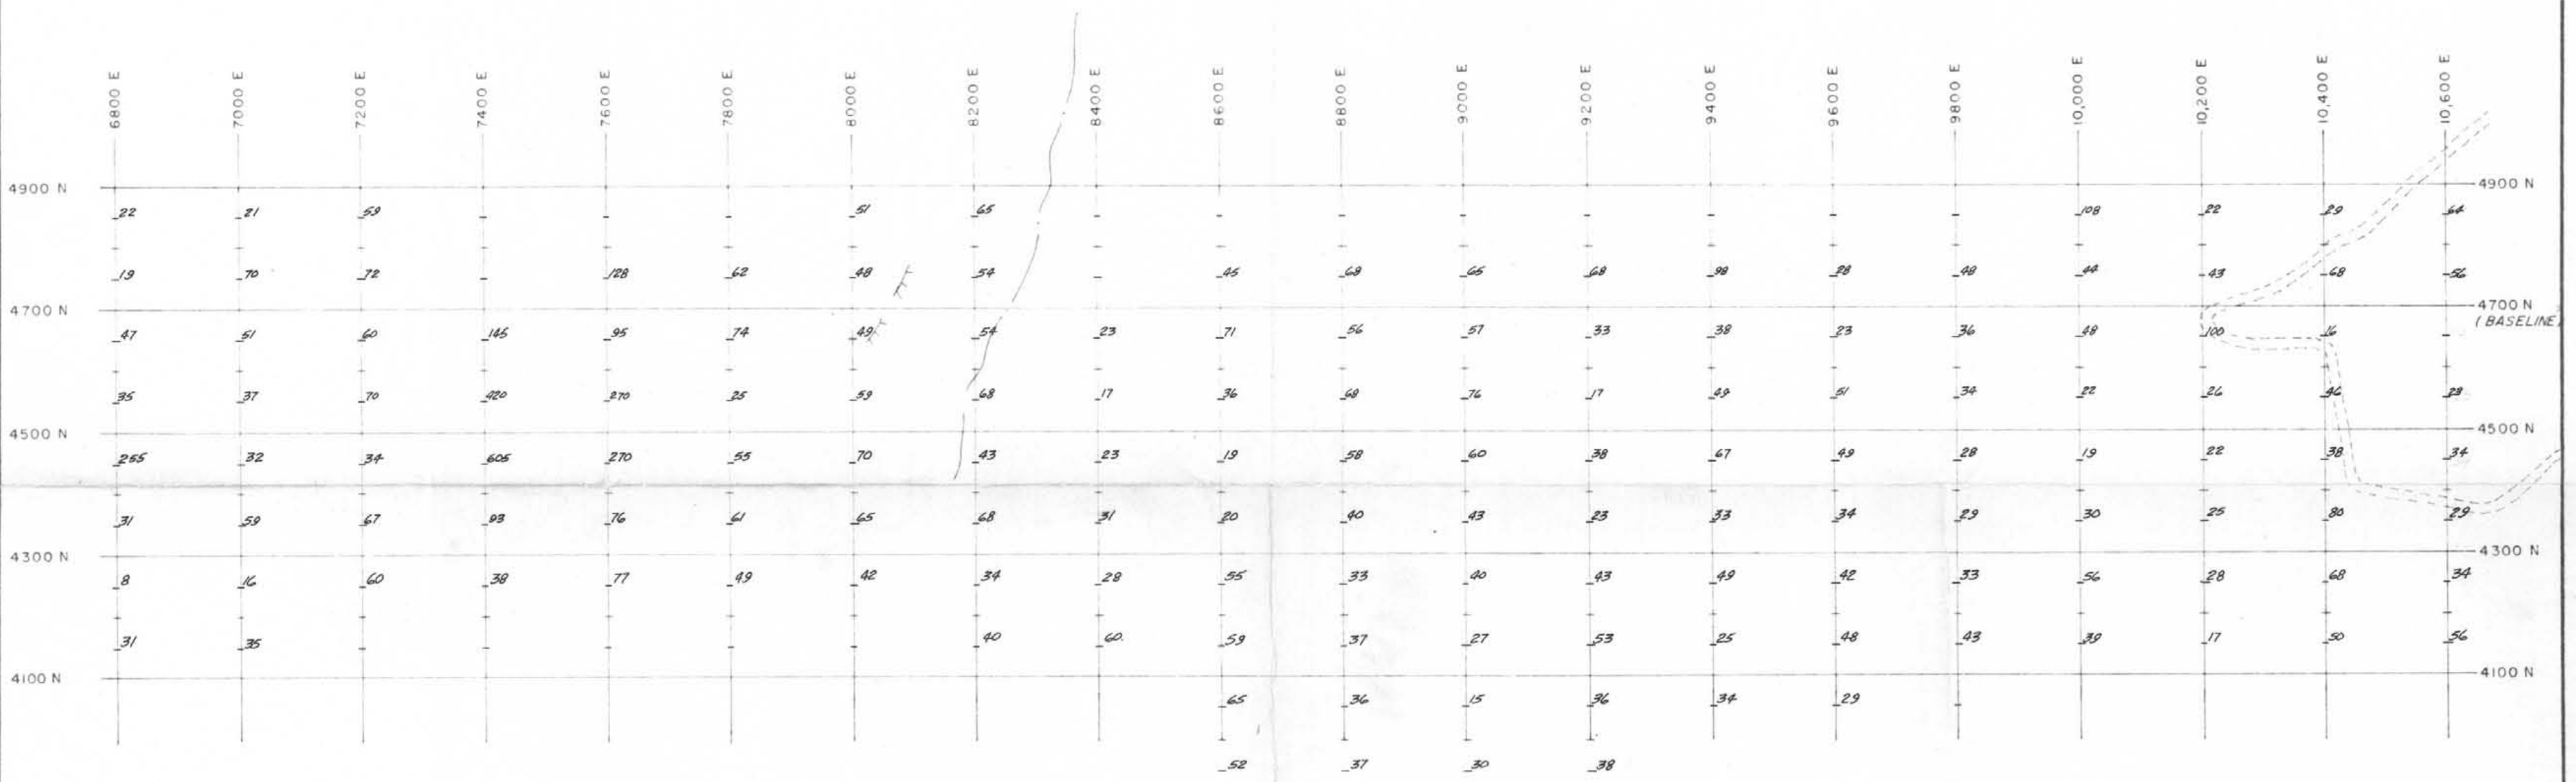 6800 E 7000 E 7200 E 7400 E 7600 E 7800 E 8000 E 8200 E 8400 E 8600 E 8800 E 9000 E 9200 E 9400 E 9600 E 9800 E 10,000 E 10,200 E 10,400 E 10,600 E
4900 N 4900 N
22 21 59 51 65 108 22 29 64
19 70 72 128 62 48 54 45 68 65 68 98 28 48 44 43 68 56
4700 N 4700 N
(BASELINE)
47 51 60 145 95 74 49 54 23 71 56 57 33 38 23 36 48 100 16
35 37 70 420 270 25 59 68 17 36 68 76 17 49 51 34 22 26 46 28
4500 N 4500 N
255 32 34 605 270 55 70 43 23 19 58 60 38 67 49 28 19 22 38 34
31 59 67 93 76 61 65 68 31 20 40 43 23 33 34 29 30 25 80 29
4300 N 4300 N
8 16 60 38 77 49 42 34 28 55 33 40 43 49 42 33 56 28 68 34
31 35 40 60 59 37 27 53 25 48 43 39 17 50 56
4100 N 4100 N
65 36 15 36 34 29
52 37 30 38